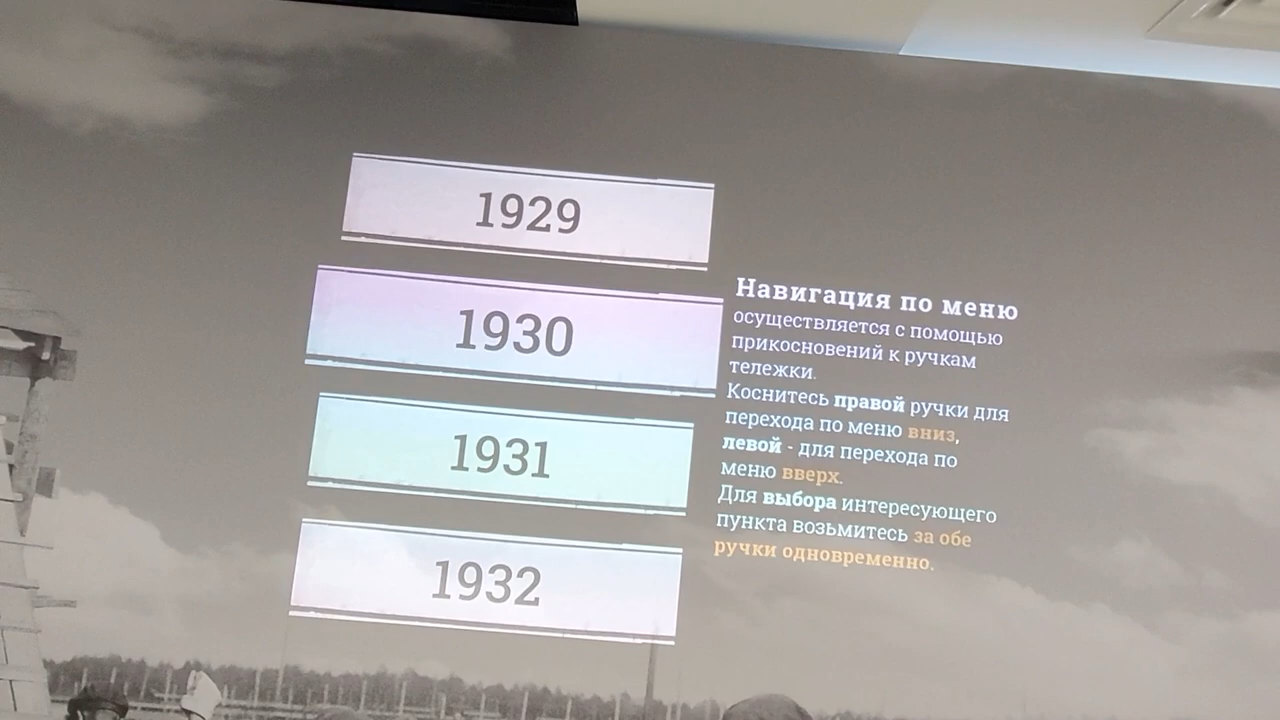 1929
1930
1931
1932
Навигация по меню
осуществляется с помощью
прикосновений к ручкам
тележки.
Коснитесь правой ручки для
перехода по меню вниз,
левой - для перехода по
меню вверх.
Для выбора интересующего
пункта возьмитесь за обе
ручки одновременно.